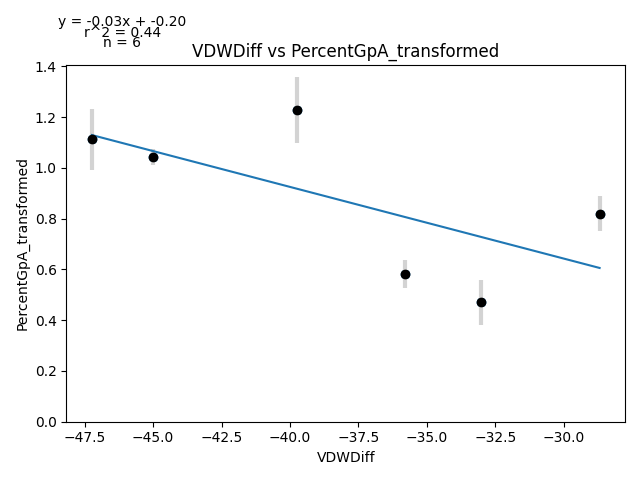 y = -0.03x + -0.20
r^2 = 0.44
n = 6
VDWDiff vs PercentGpA_transformed
1.4
1.2
1.0
0.8
0.6
0.4
0.2
0.0
PercentGpA_transformed
−47.5 −45.0 −42.5 −40.0 −37.5 −35.0 −32.5 −30.0
VDWDiff